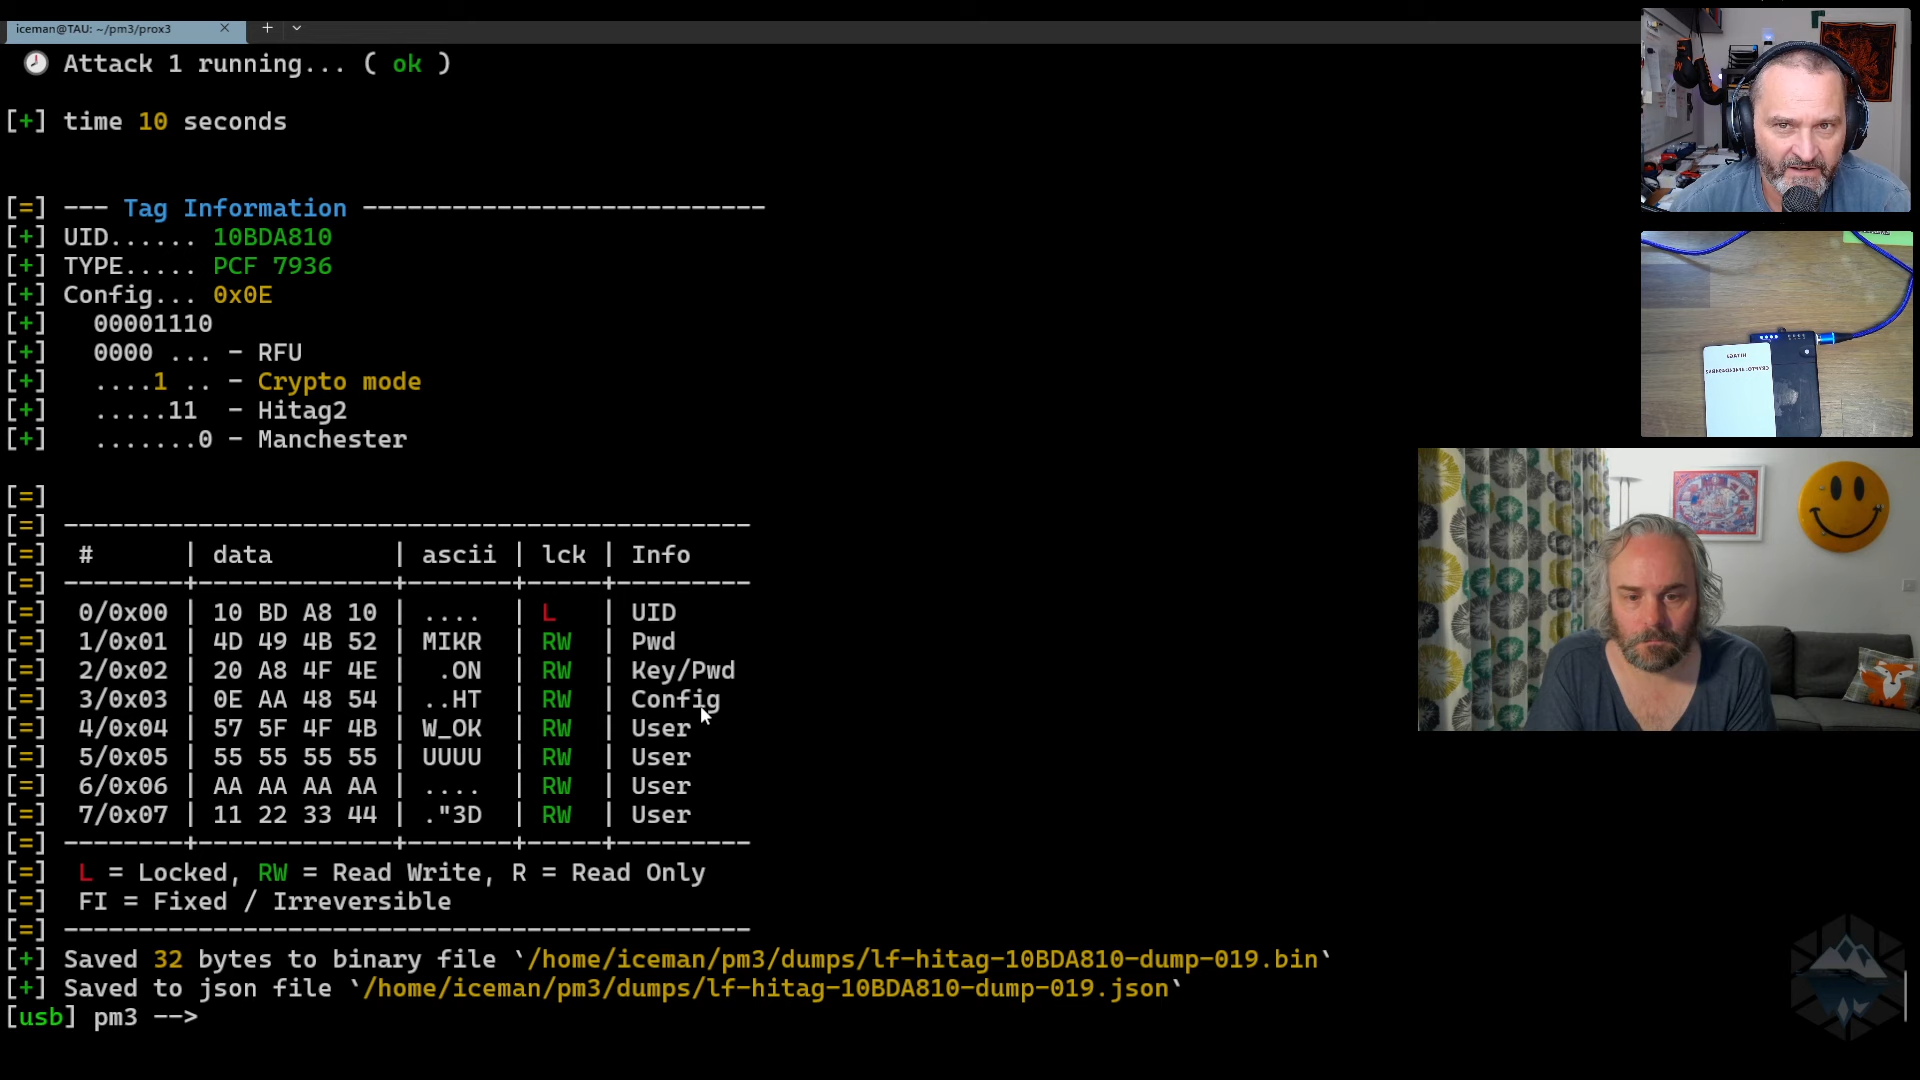 iceman@TAU: ~/pm3/prox3
Attack 1 running... ( ok )
[+] time 10 seconds
[=] --- Tag Information ---------------------------
[+] UID...... 10BDA810
[+] TYPE..... PCF 7936
[+] Config... 0x0E
[+] 00001110
[+] 0000 ... - RFU
[+] ....1 .. - Crypto mode
[+] .....11 - Hitag2
[+] .......0 - Manchester
[=]
[=] ----------------------------------------------
[=] # | data | ascii | lck | Info
[=] --------+-------------+-------+-----+---------
[=] 0/0x00 | 10 BD A8 10 | .... | L | UID
[=] 1/0x01 | 4D 49 4B 52 | MIKR | RW | Pwd
[=] 2/0x02 | 20 A8 4F 4E | .ON | RW | Key/Pwd
[=] 3/0x03 | 0E AA 48 54 | ..HT | RW | Config
[=] 4/0x04 | 57 5F 4F 4B | W_OK | RW | User
[=] 5/0x05 | 55 55 55 55 | UUUU | RW | User
[=] 6/0x06 | AA AA AA AA | .... | RW | User
[=] 7/0x07 | 11 22 33 44 | ."3D | RW | User
[=] --------+-------------+-------+-----+---------
[=] L = Locked, RW = Read Write, R = Read Only
[=] FI = Fixed / Irreversible
[=] ----------------------------------------------
[+] Saved 32 bytes to binary file `/home/iceman/pm3/dumps/lf-hitag-10BDA810-dump-019.bin`
[+] Saved to json file `/home/iceman/pm3/dumps/lf-hitag-10BDA810-dump-019.json`
[usb] pm3 -->